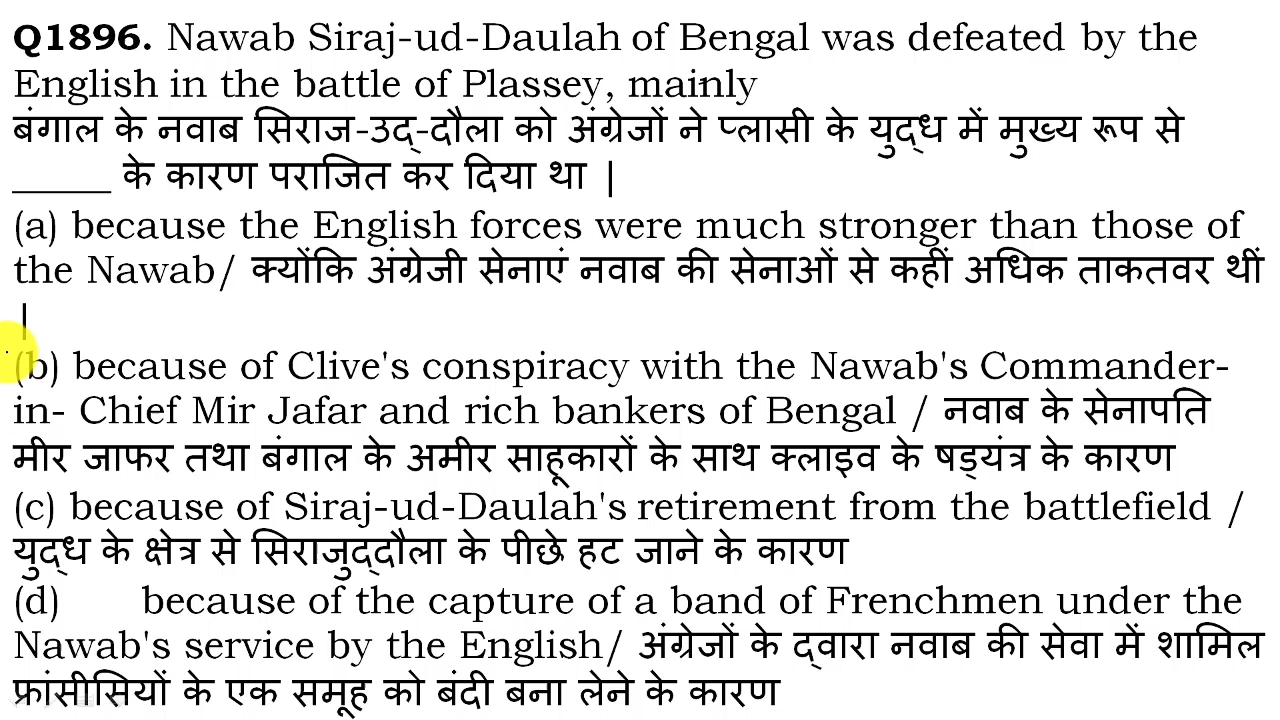 Q1896. Nawab Siraj-ud-Daulah of Bengal was defeated by the
English in the battle of Plassey, mainly
बंगाल के नवाब सिराज-उद्-दौला को अंग्रेजों ने प्लासी के युद्ध में मुख्य रूप से
_____ के कारण पराजित कर दिया था |
(a) because the English forces were much stronger than those of
the Nawab/ क्योंकि अंग्रेजी सेनाएं नवाब की सेनाओं से कहीं अधिक ताकतवर थीं
|
(b) because of Clive's conspiracy with the Nawab's Commander-
in- Chief Mir Jafar and rich bankers of Bengal / नवाब के सेनापति
मीर जाफर तथा बंगाल के अमीर साहूकारों के साथ क्लाइव के षड्यंत्र के कारण
(c) because of Siraj-ud-Daulah's retirement from the battlefield /
युद्ध के क्षेत्र से सिराजुद्दौला के पीछे हट जाने के कारण
(d) because of the capture of a band of Frenchmen under the
Nawab's service by the English/ अंग्रेजों के द्वारा नवाब की सेवा में शामिल
फ्रांसीसियों के एक समूह को बंदी बना लेने के कारण